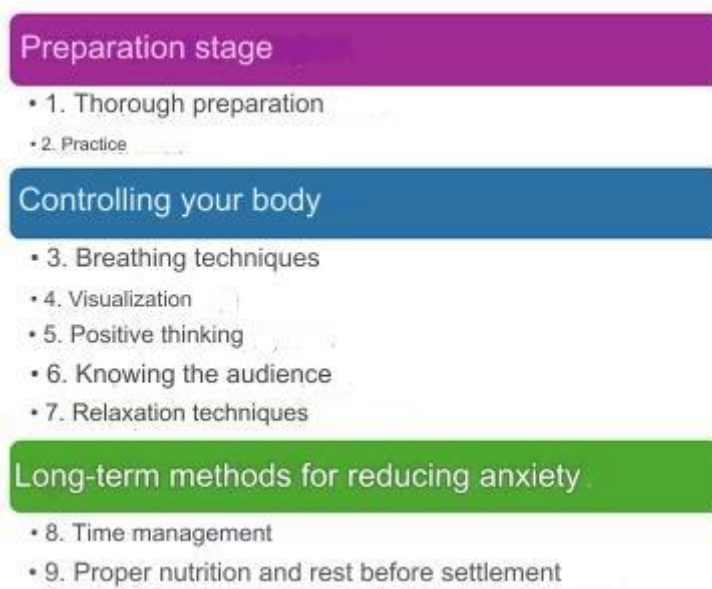 Preparation stage
• 1. Thorough preparation
• 2. Practice
Controlling your body
• 3. Breathing techniques
• 4. Visualization
• 5. Positive thinking
• 6. Knowing the audience
• 7. Relaxation techniques
Long-term methods for reducing anxiety
• 8. Time management
• 9. Proper nutrition and rest before settlement